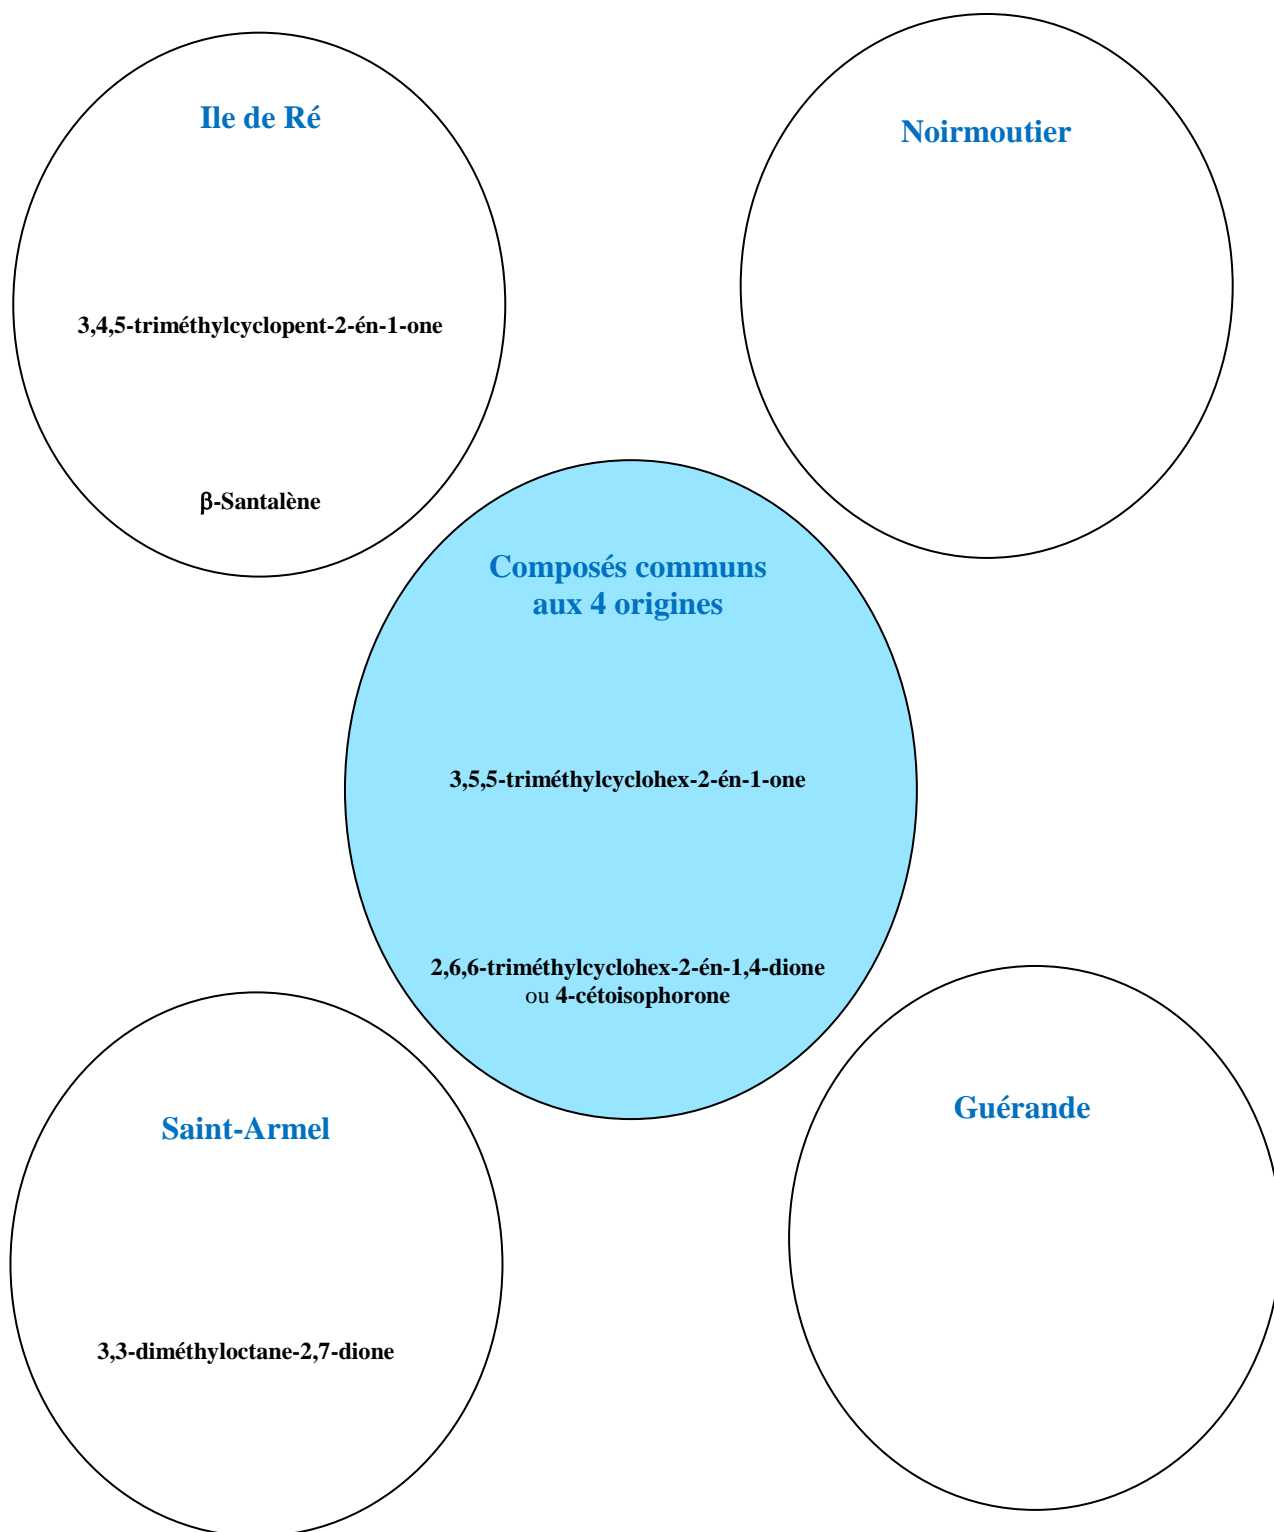 Ile de Ré
3,4,5-triméthylcyclopent-2-én-1-one
β-Santalène
Noirmoutier
Composés communs
aux 4 origines
3,5,5-triméthylcyclohex-2-én-1-one
2,6,6-triméthylcyclohex-2-én-1,4-dione
ou 4-cétoisophorone
Saint-Armel
3,3-diméthyloctane-2,7-dione
Guérande